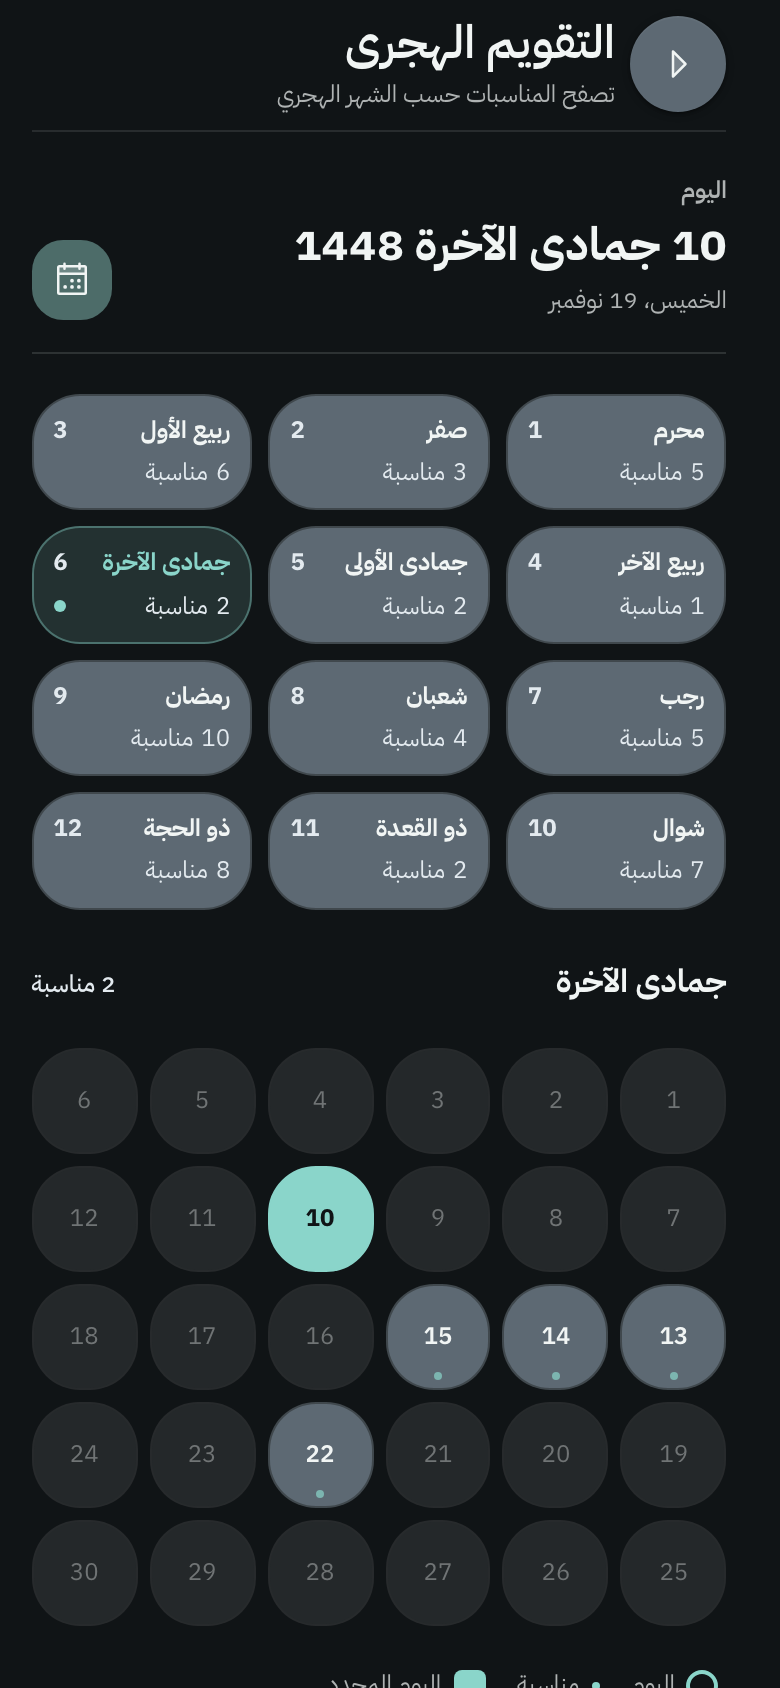 التقويم الهجري
تصفح المناسبات حسب الشهر الهجري
اليوم
10 جمادى الآخرة 1448
الخميس، 19 نوفمبر
محرم 1
5 مناسبة
صفر 2
3 مناسبة
ربيع الأول 3
6 مناسبة
ربيع الآخر 4
1 مناسبة
جمادى الأولى 5
2 مناسبة
جمادى الآخرة 6
2 مناسبة
رجب 7
5 مناسبة
شعبان 8
4 مناسبة
رمضان 9
10 مناسبة
شوال 10
7 مناسبة
ذو القعدة 11
2 مناسبة
ذو الحجة 12
8 مناسبة
جمادى الآخرة
2 مناسبة
1 2 3 4 5 6
7 8 9 10 11 12
13 14 15 16 17 18
19 20 21 22 23 24
25 26 27 28 29 30
اليوم مناسبة اليوم المحدد